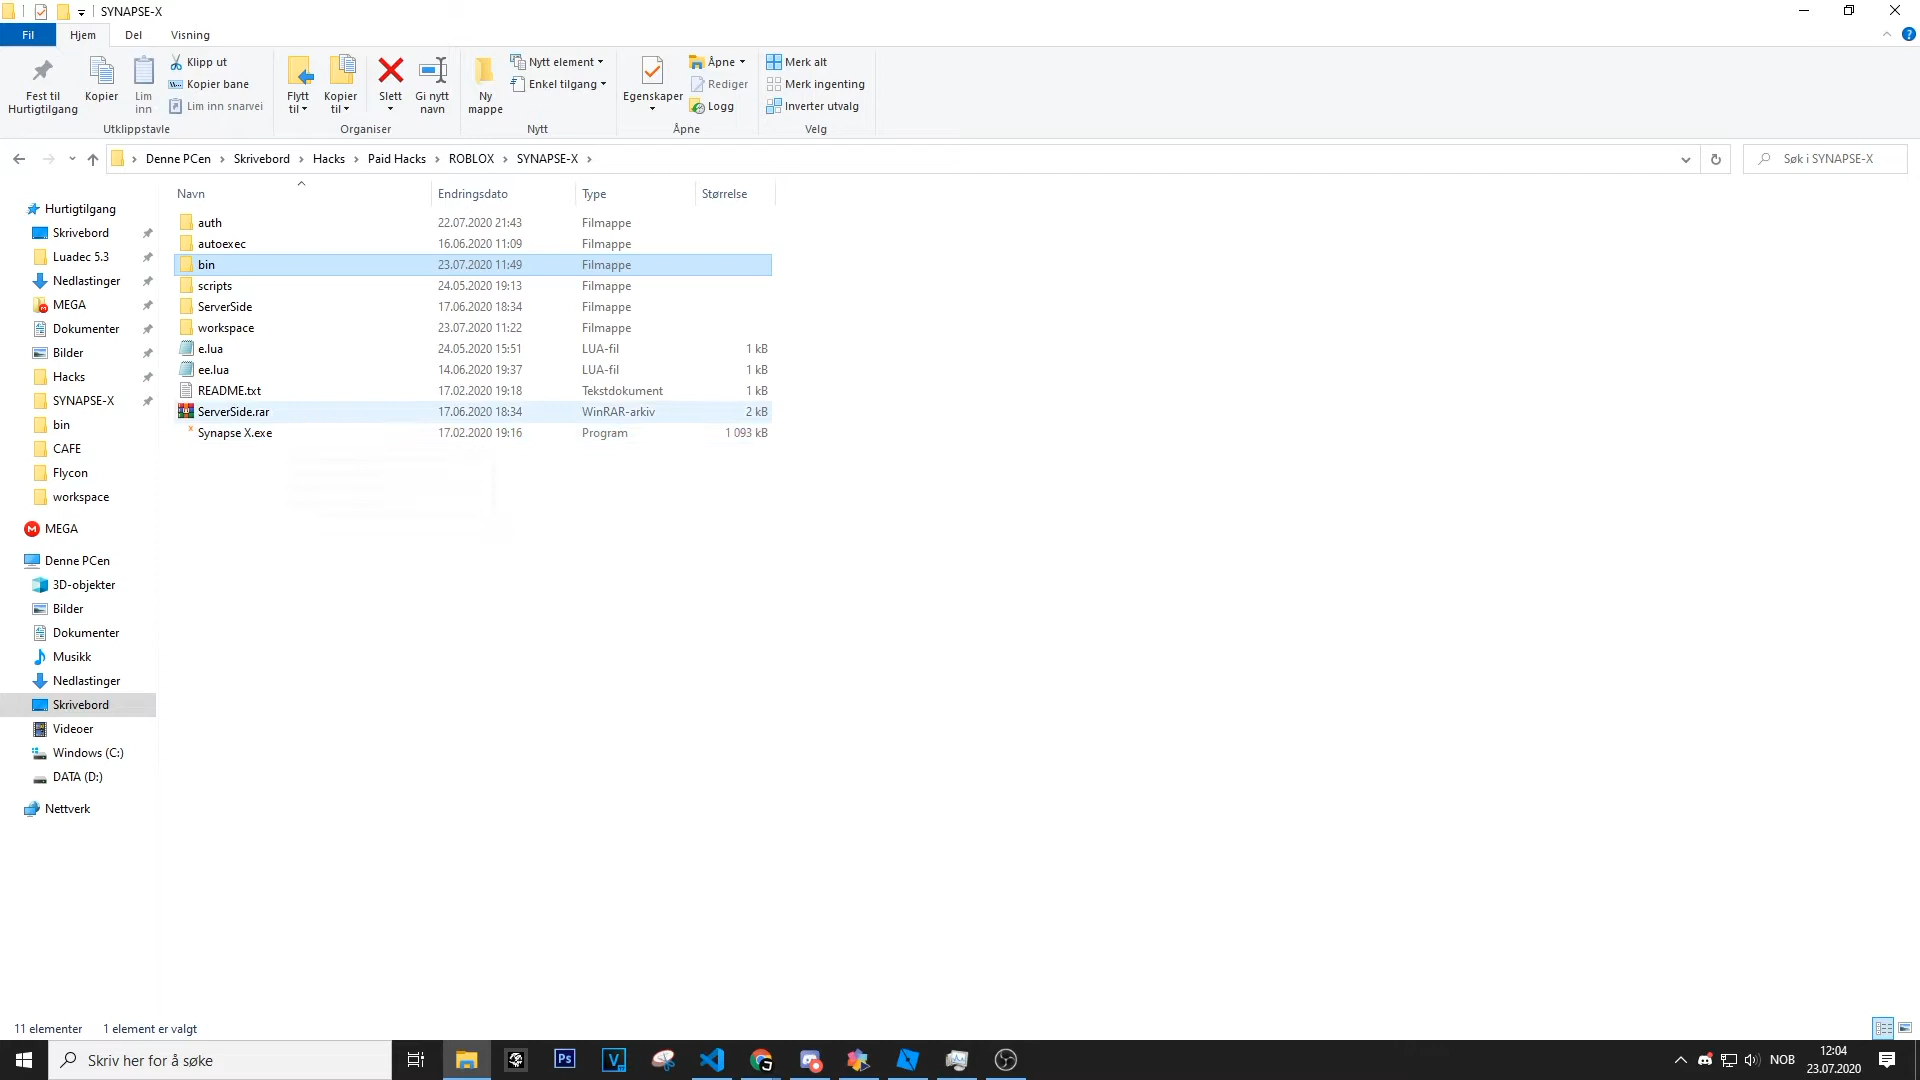 SYNAPSE-X
Fil Hjem Del Visning
Fest til Hurtigtilgang
Kopier
Lim inn
Klipp ut
Kopier bane
Lim inn snarvei
Utklippstavle
Flytt til
Kopier til
Slett
Gi nytt navn
Organiser
Ny mappe
Nytt element
Enkel tilgang
Nytt
Egenskaper
Åpne
Rediger
Logg
Åpne
Merk alt
Merk ingenting
Inverter utvalg
Velg
Denne PCen Skrivebord Hacks Paid Hacks ROBLOX SYNAPSE-X
Søk i SYNAPSE-X
Hurtigtilgang
Skrivebord
Luadec 5.3
Nedlastinger
MEGA
Dokumenter
Bilder
Hacks
SYNAPSE-X
bin
CAFE
Flycon
workspace
MEGA
Denne PCen
3D-objekter
Bilder
Dokumenter
Musikk
Nedlastinger
Skrivebord
Videoer
Windows (C:)
DATA (D:)
Nettverk
Navn Endringsdato Type Størrelse
auth 22.07.2020 21:43 Filmappe
autoexec 16.06.2020 11:09 Filmappe
bin 23.07.2020 11:49 Filmappe
scripts 24.05.2020 19:13 Filmappe
ServerSide 17.06.2020 18:34 Filmappe
workspace 23.07.2020 11:22 Filmappe
e.lua 24.05.2020 15:51 LUA-fil 1 kB
ee.lua 14.06.2020 19:37 LUA-fil 1 kB
README.txt 17.02.2020 19:18 Tekstdokument 1 kB
ServerSide.rar 17.06.2020 18:34 WinRAR-arkiv 2 kB
Synapse X.exe 17.02.2020 19:16 Program 1 093 kB
11 elementer 1 element er valgt
Skriv her for å søke
Ps
NOB
12:04
23.07.2020